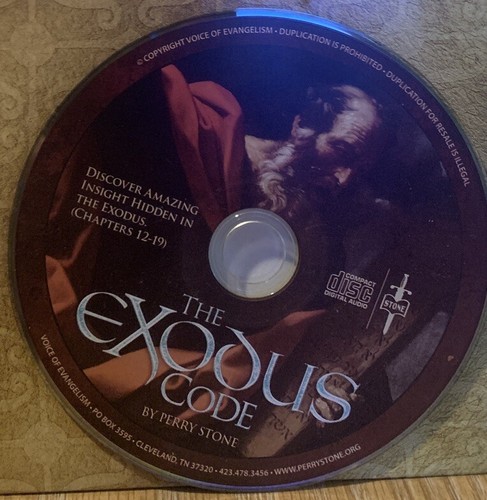 © COPYRIGHT VOICE OF EVANGELISM • DUPLICATION IS PROHIBITED • DUPLICATION FOR RESALE IS ILLEGAL
DISCOVER AMAZING
INSIGHT HIDDEN IN
THE EXODUS.
(CHAPTERS 12-19)
COMPACT
disc
DIGITAL AUDIO
STONE
THE
EXODUS
CODE
BY PERRY STONE
VOICE OF EVANGELISM • PO BOX 3595 • CLEVELAND, TN 37320 • 423.478.3456 • WWW.PERRYSTONE.ORG